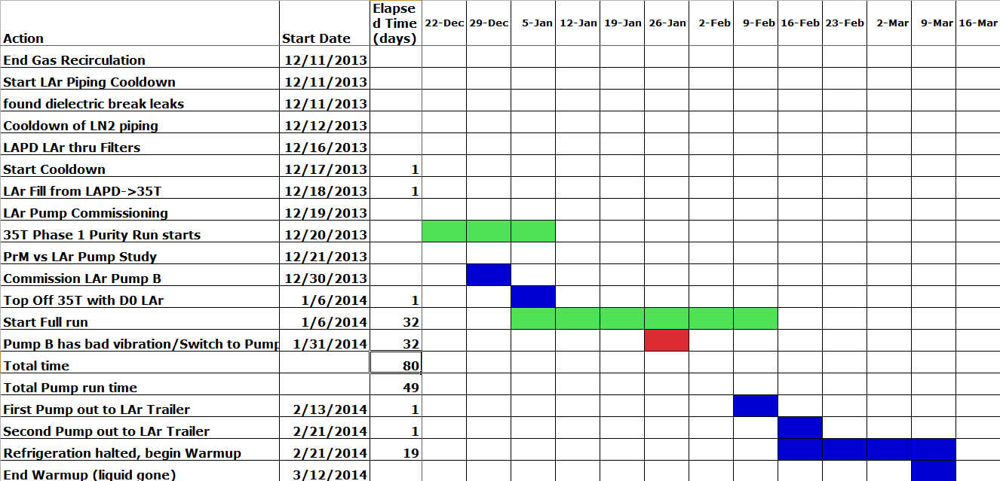 Action Start Date Elapse
d Time
(days) 22-Dec 29-Dec 5-Jan 12-Jan 19-Jan 26-Jan 2-Feb 9-Feb 16-Feb 23-Feb 2-Mar 9-Mar 16-Mar
End Gas Recirculation 12/11/2013
Start LAr Piping Cooldown 12/11/2013
found dielectric break leaks 12/11/2013
Cooldown of LN2 piping 12/12/2013
LAPD LAr thru Filters 12/16/2013
Start Cooldown 12/17/2013 1
LAr Fill from LAPD->35T 12/18/2013 1
LAr Pump Commissioning 12/19/2013
35T Phase 1 Purity Run starts 12/20/2013
PrM vs LAr Pump Study 12/21/2013
Commission LAr Pump B 12/30/2013
Top Off 35T with D0 LAr 1/6/2014 1
Start Full run 1/6/2014 32
Pump B has bad vibration/Switch to Pump 1/31/2014 32
Total time 80
Total Pump run time 49
First Pump out to LAr Trailer 2/13/2014 1
Second Pump out to LAr Trailer 2/21/2014 1
Refrigeration halted, begin Warmup 2/21/2014 19
End Warmup (liquid gone) 3/12/2014